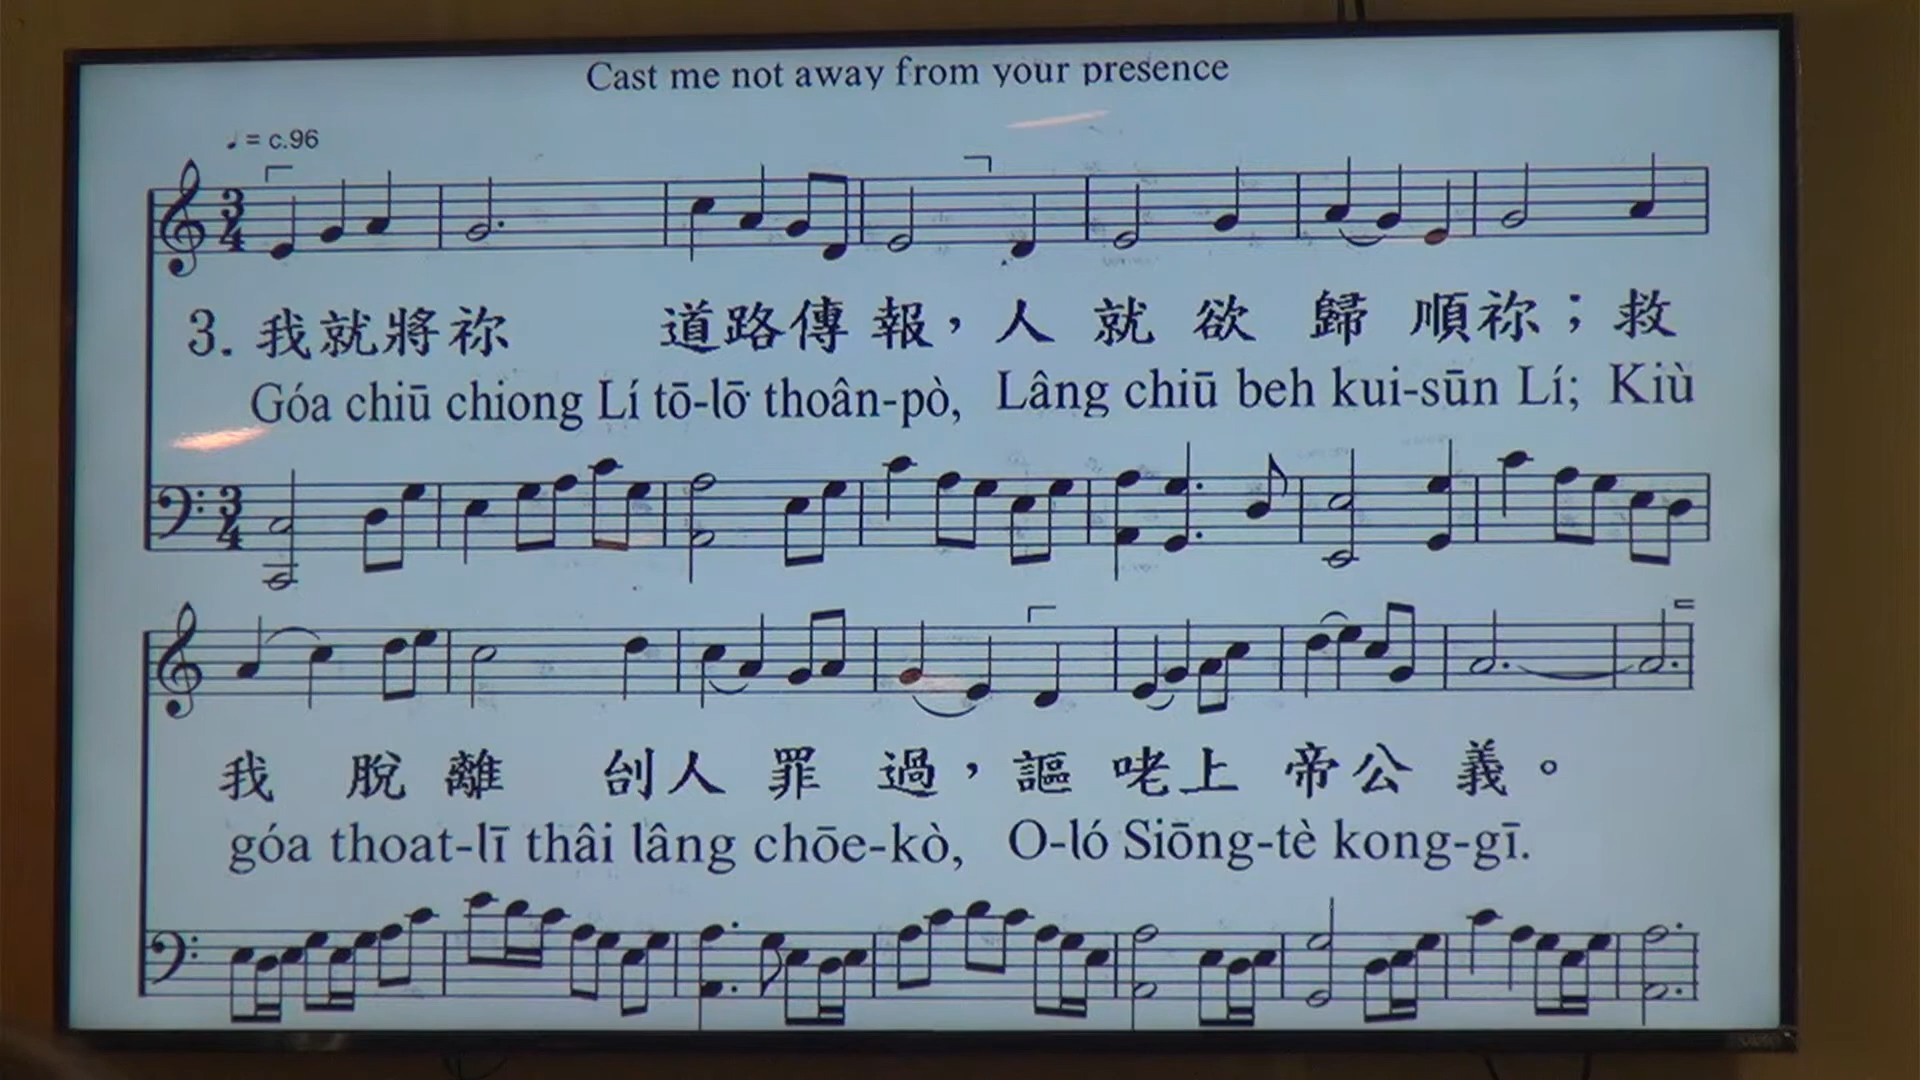 Cast me not away from your presence
♩ = c.96
3. 我就將祢 道路傳報，人就欲歸順祢；救
Góa chiū chiong Lí tō-lō͘ thoân-pò, Lâng chiū beh kui-sūn Lí; Kiù
我脫離刣人罪過，謳咾上帝公義。
góa thoat-lī thâi lâng chōe-kò, O-ló Siōng-tè kong-gī.